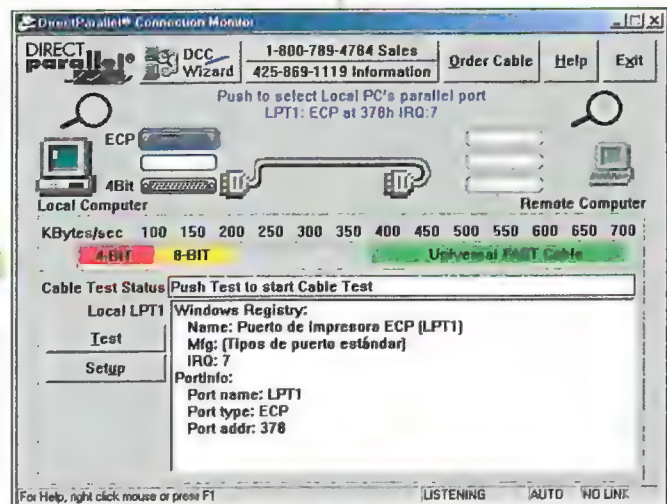 DirectParallel® Connection Monitor
DIRECT parallel®
DCC Wizard
1-800-789-4784 Sales
425-869-1119 Information
Order Cable
Help
Exit
Push to select Local PC's parallel port
LPT1: ECP at 378h IRQ:7
ECP
4Bit
Local Computer
Remote Computer
KBytes/sec 100 150 200 250 300 350 400 450 500 550 600 650 700
4-BIT
8-BIT
Universal FAST Cable
Cable Test Status
Push Test to start Cable Test
Local LPT1
Test
Setup
Windows Registry:
Name: Puerto de impresora ECP (LPT1)
Mfg: (Tipos de puerto estándar)
IRQ: 7
PortInfo:
Port name: LPT1
Port type: ECP
Port addr: 378
For Help, right click mouse or press F1
LISTENING
AUTO
NO LINK